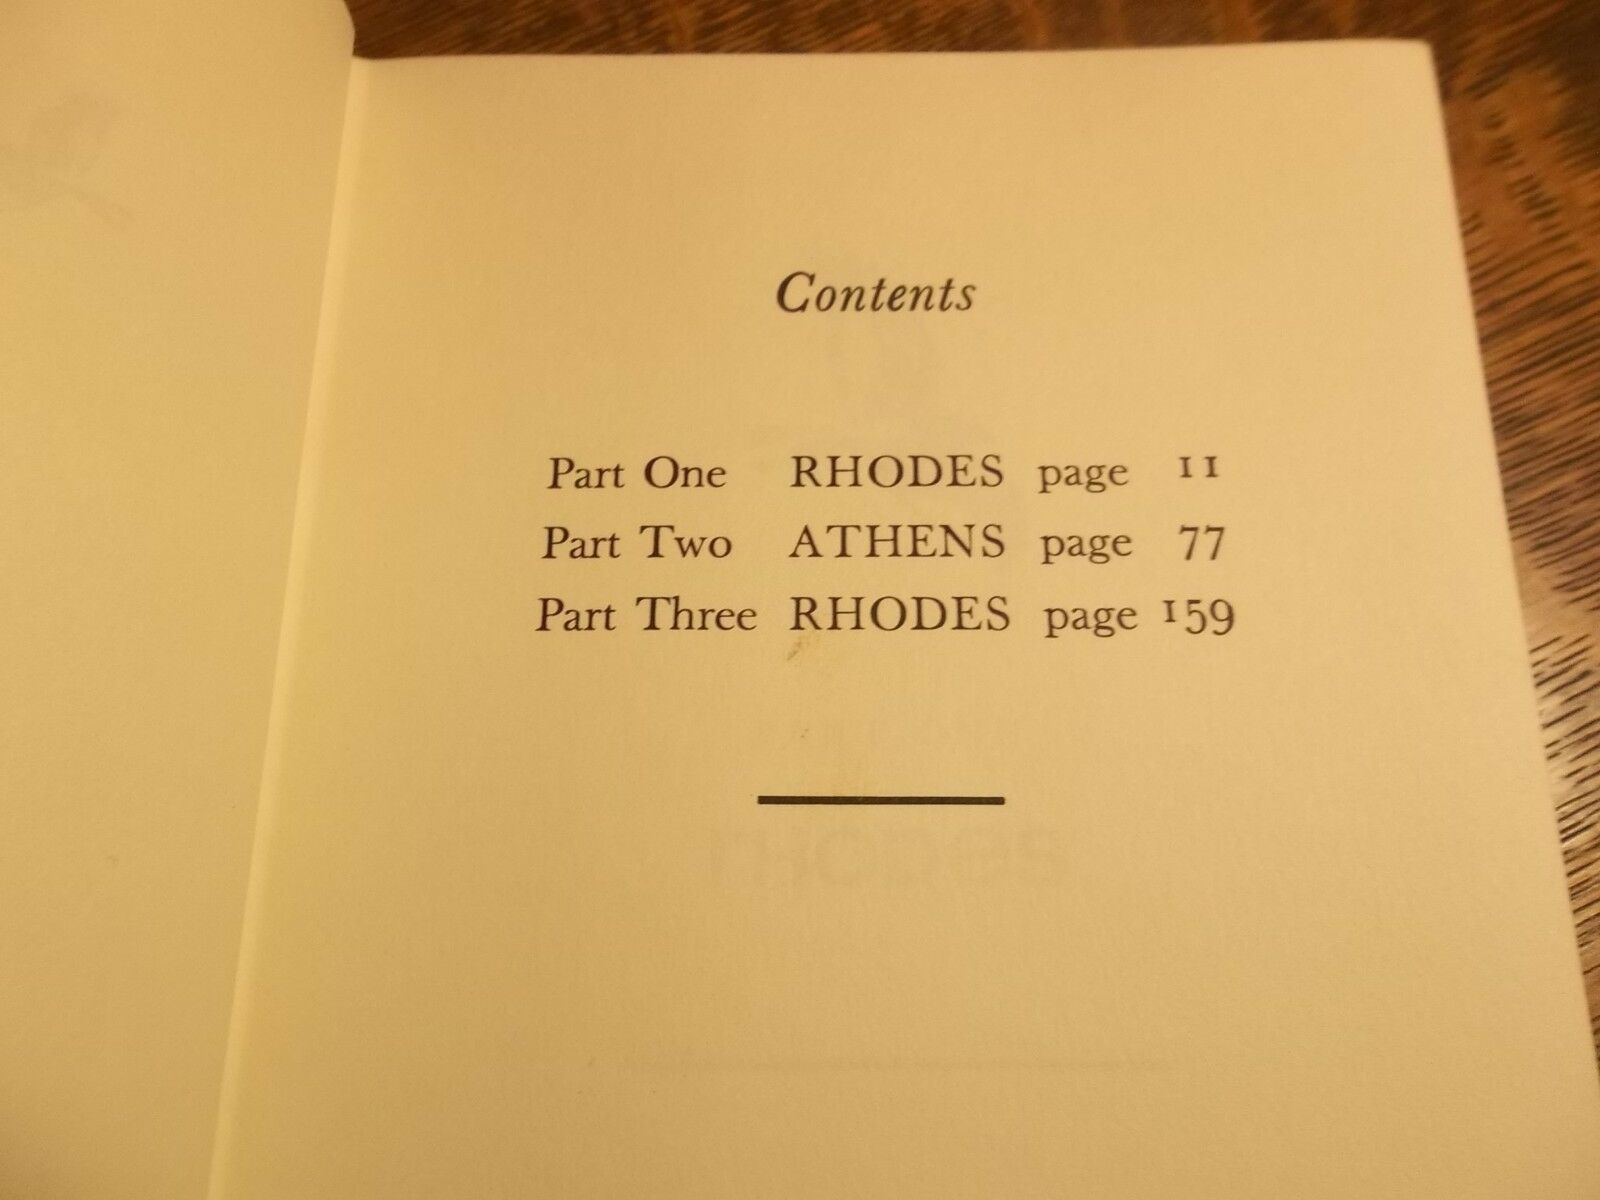 Contents
Part One RHODES page 11
Part Two ATHENS page 77
Part Three RHODES page 159